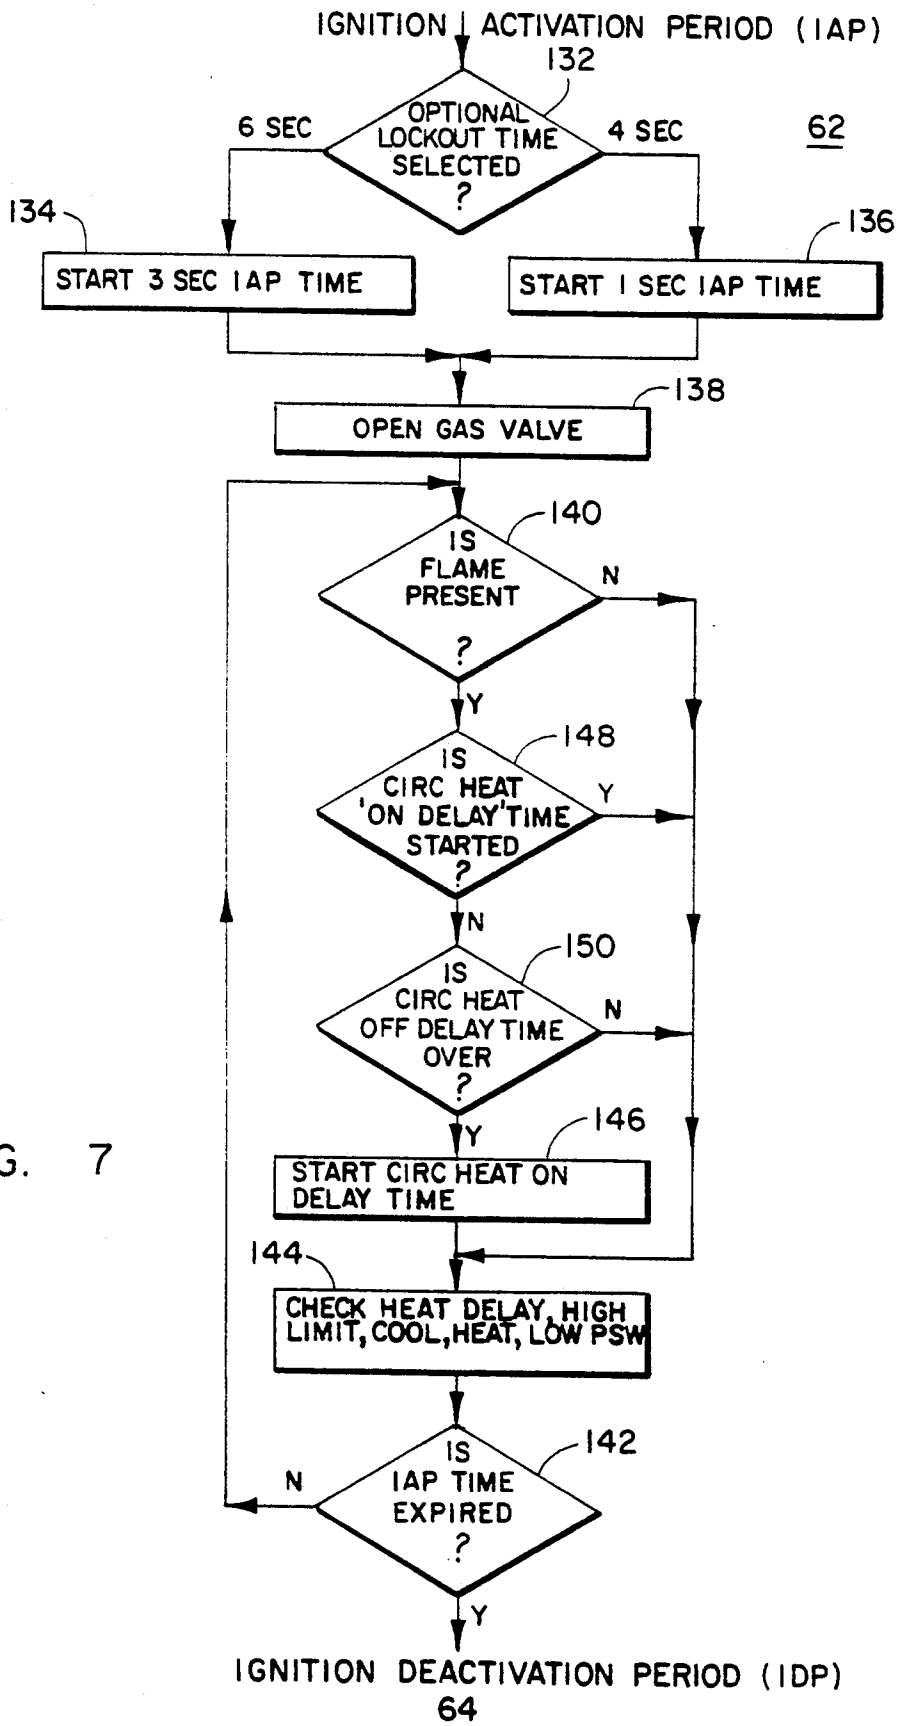 IGNITION ACTIVATION PERIOD (IAP)
132
OPTIONAL
LOCKOUT TIME
SELECTED
?
6 SEC
4 SEC
62
134
136
START 3 SEC IAP TIME
START 1 SEC IAP TIME
138
OPEN GAS VALVE
140
IS
FLAME
PRESENT
?
N
Y
148
IS
CIRC HEAT
'ON DELAY' TIME
STARTED
?
Y
N
150
IS
CIRC HEAT
OFF DELAY TIME
OVER
?
N
Y
146
G. 7
START CIRC HEAT ON
DELAY TIME
144
CHECK HEAT DELAY, HIGH
LIMIT, COOL, HEAT, LOW PSW
142
IS
IAP TIME
EXPIRED
?
N
Y
IGNITION DEACTIVATION PERIOD (IDP)
64